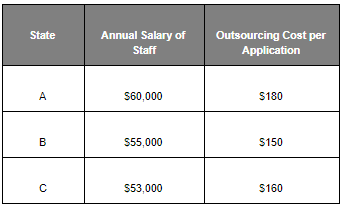 State Annual Salary of Staff Outsourcing Cost per Application
A $60,000 $180
B $55,000 $150
C $53,000 $160